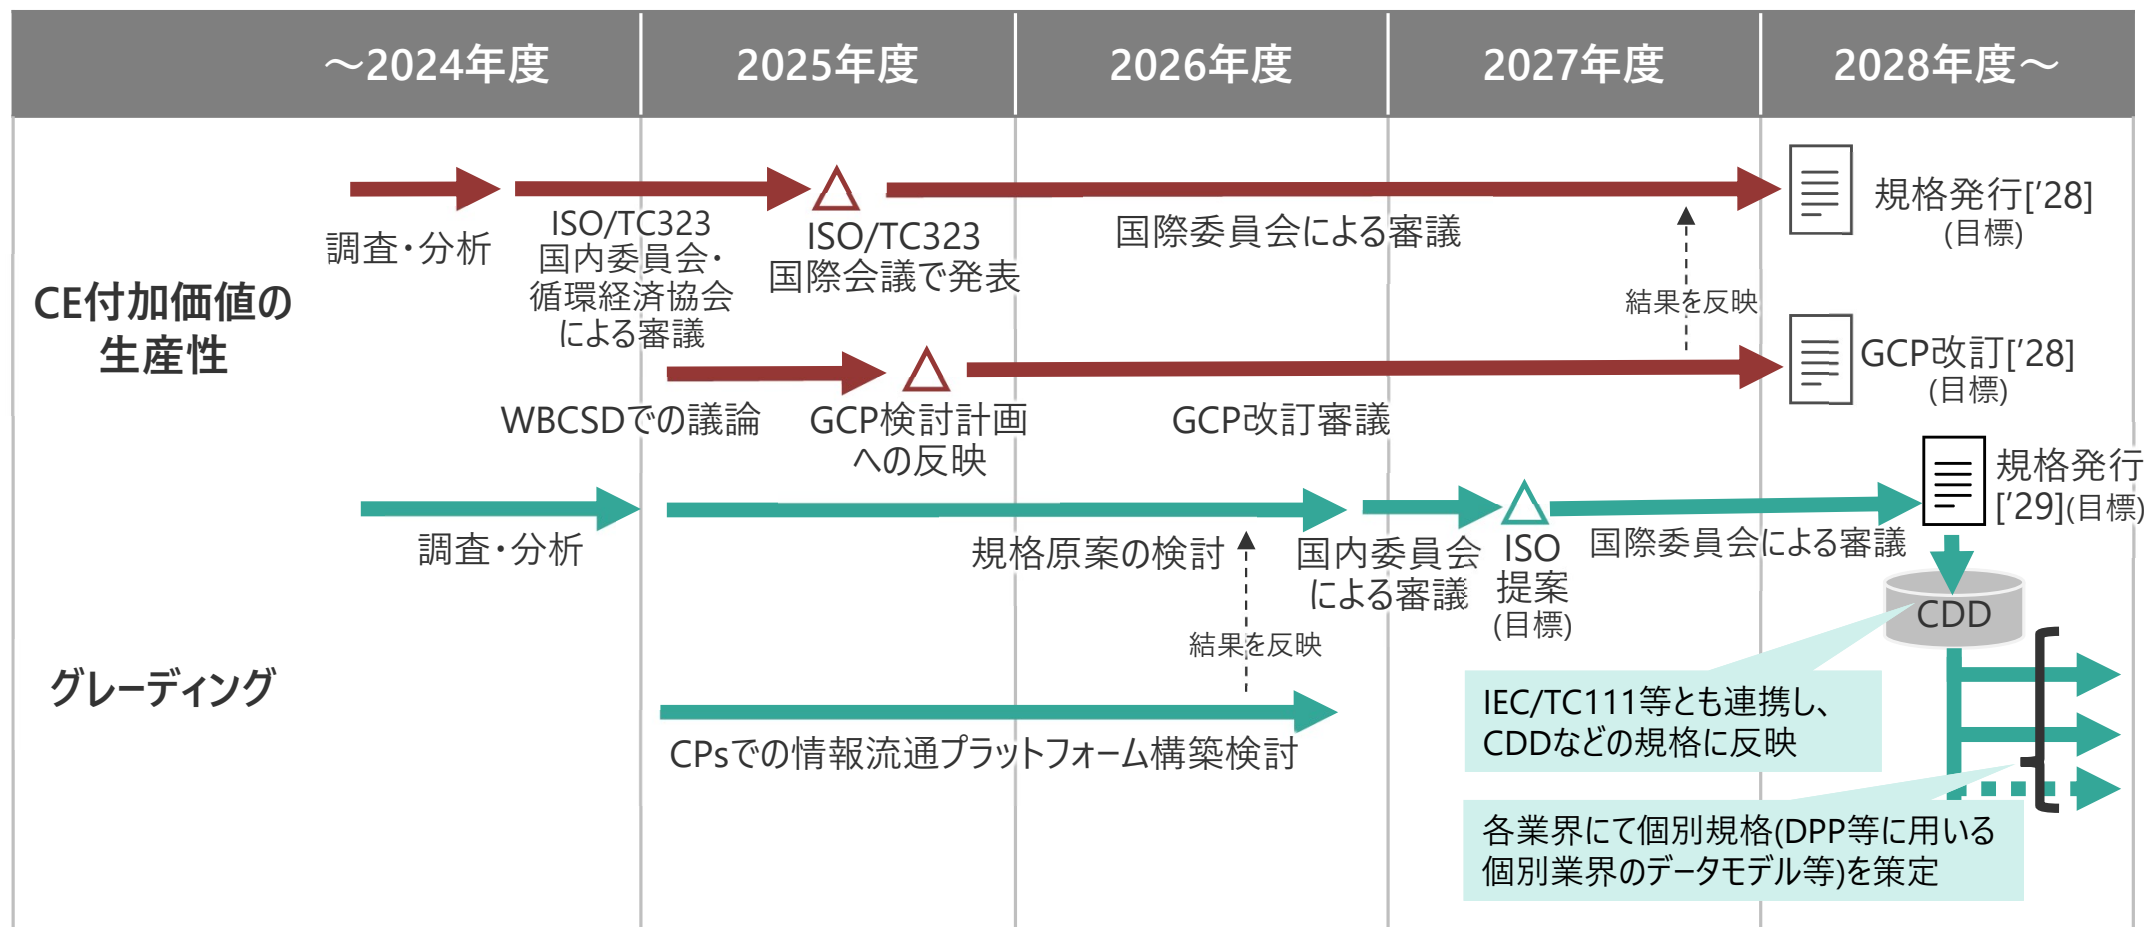 ～2024年度
2025年度
2026年度
2027年度
2028年度～
CE付加価値の
生産性
調査・分析
ISO/TC323
国内委員会・
循環経済協会
による審議
ISO/TC323
国際会議で発表
国際委員会による審議
規格発行['28]
(目標)
結果を反映
WBCSDでの議論
GCP検討計画
への反映
GCP改訂審議
GCP改訂['28]
(目標)
グレーディング
調査・分析
規格原案の検討
国内委員会
による審議
ISO
提案
(目標)
国際委員会による審議
規格発行
['29](目標)
結果を反映
CPsでの情報流通プラットフォーム構築検討
CDD
IEC/TC111等とも連携し、
CDDなどの規格に反映
各業界にて個別規格(DPP等に用いる
個別業界のデータモデル等)を策定